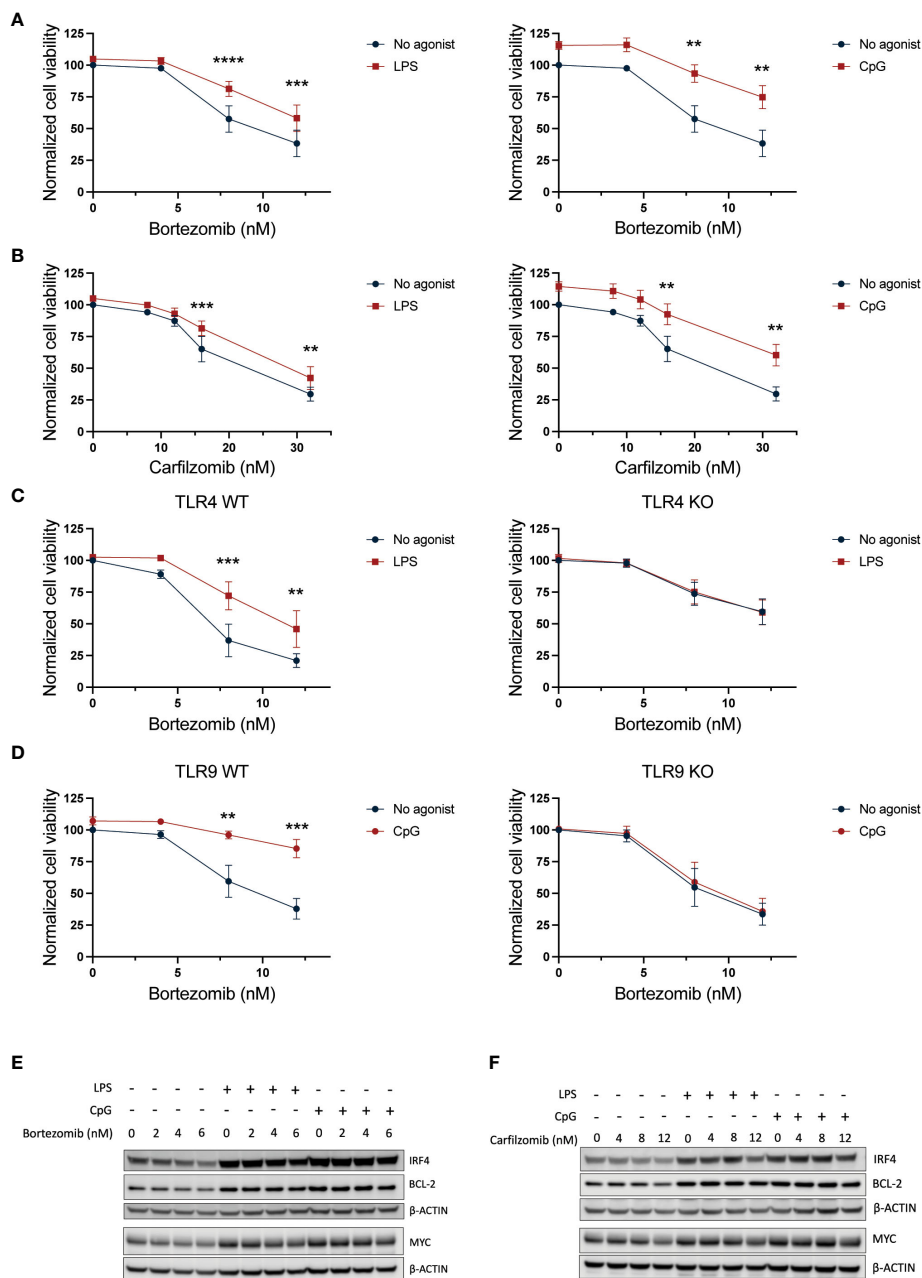 A
Normalized cell viability
125
100
75
50
25
0
0 5 10
Bortezomib (nM)
**** ***
No agonist
LPS
Normalized cell viability
125
100
75
50
25
0
0 5 10
Bortezomib (nM)
** **
No agonist
CpG
B
Normalized cell viability
125
100
75
50
25
0
0 10 20 30
Carfilzomib (nM)
*** **
No agonist
LPS
Normalized cell viability
125
100
75
50
25
0
0 10 20 30
Carfilzomib (nM)
** **
No agonist
CpG
C
TLR4 WT
Normalized cell viability
125
100
75
50
25
0
0 5 10
Bortezomib (nM)
*** **
No agonist
LPS
TLR4 KO
Normalized cell viability
125
100
75
50
25
0
0 5 10
Bortezomib (nM)
No agonist
LPS
D
TLR9 WT
Normalized cell viability
125
100
75
50
25
0
0 5 10
Bortezomib (nM)
** ***
No agonist
CpG
TLR9 KO
Normalized cell viability
125
100
75
50
25
0
0 5 10
Bortezomib (nM)
No agonist
CpG
E
LPS - - - - + + + + - - - -
CpG - - - - - - - - + + + +
Bortezomib (nM) 0 2 4 6 0 2 4 6 0 2 4 6
IRF4
BCL-2
β-ACTIN
MYC
β-ACTIN
F
LPS - - - - + + + + - - - -
CpG - - - - - - - - + + + +
Carfilzomib (nM) 0 4 8 12 0 4 8 12 0 4 8 12
IRF4
BCL-2
β-ACTIN
MYC
β-ACTIN